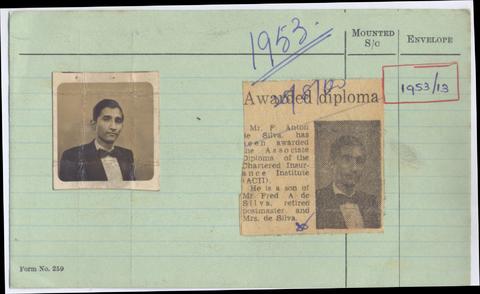 1953.
MOUNTED
S/C
ENVELOPE
1953/13
Awarded diploma
Mr. P. Anton
de Silva, has
been awarded
the Associate
Diploma of the
Chartered Insur-
ance Institute
(ACII).
He is a son of
Mr. Fred A de
Silva, retired
postmaster and
Mrs. de Silva.
Form No. 259